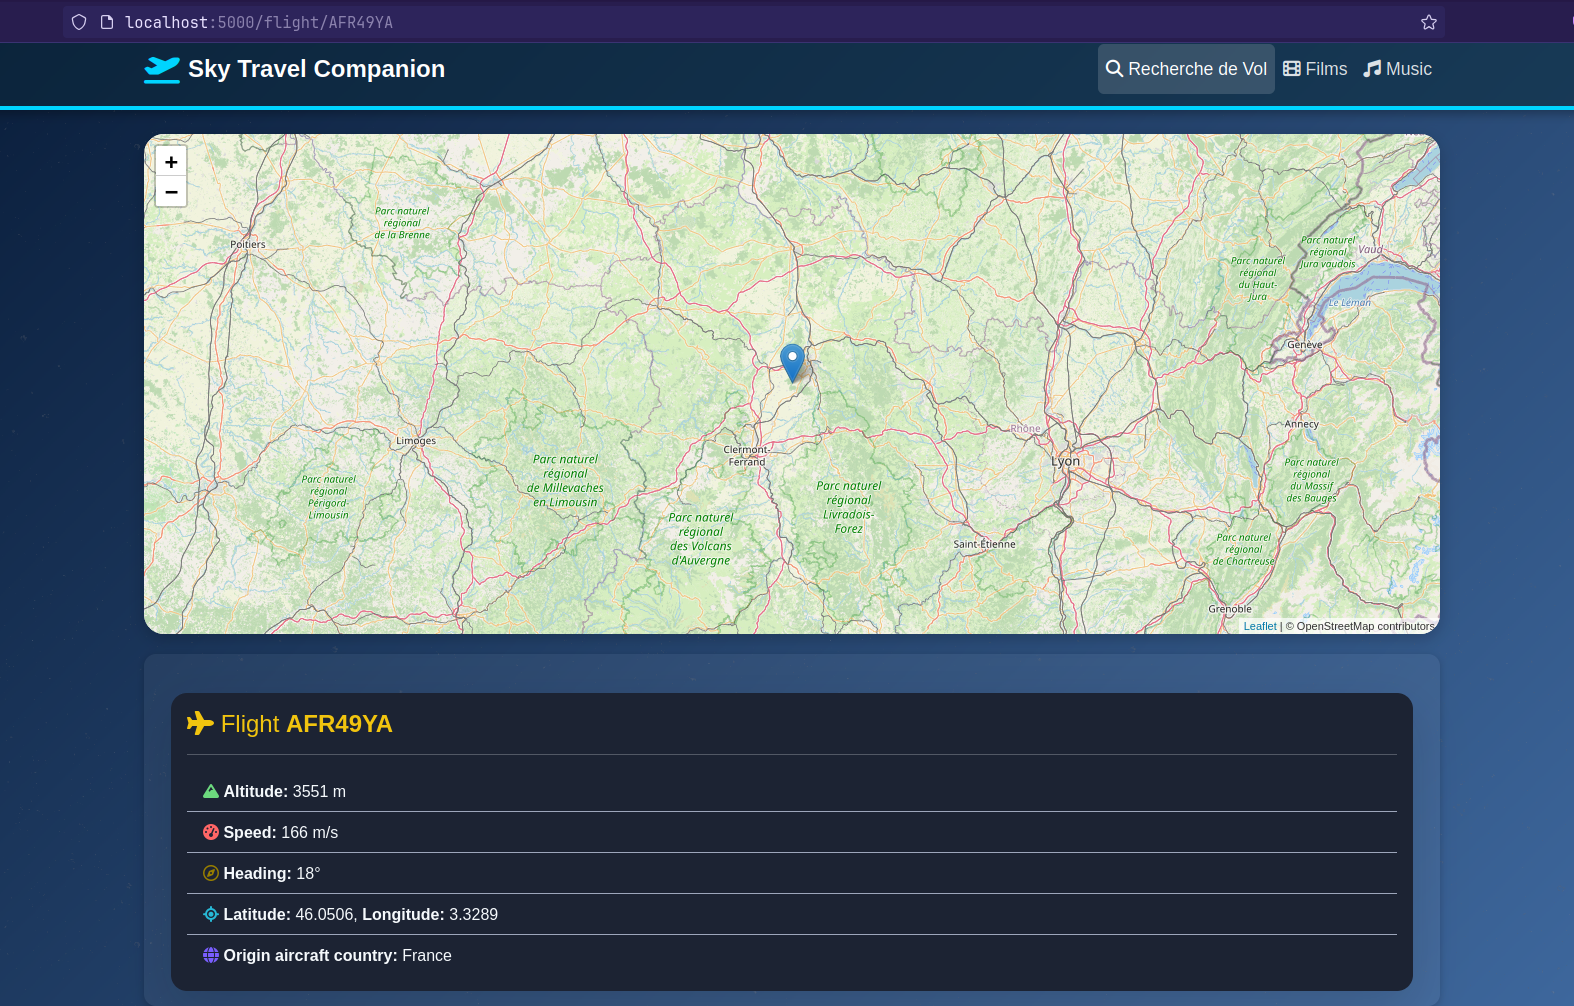 localhost:5000/flight/AFR49YA
Sky Travel Companion
Recherche de Vol
Films
Music
+
−
Parc naturel
régional
de la Brenne
Poitiers
Parc naturel
régional
Jura vaudois
Vaud
Parc naturel
régional
du Haut-
Jura
Le Léman
Genève
Limoges
Clermont-
Ferrand
Rhône
Lyon
Annecy
Parc naturel
régional
Périgord-
Limousin
Parc naturel
régional
de Millevaches
en Limousin
Parc naturel
régional
Livradois-
Forez
Parc naturel
régional
du Massif
des Bauges
Parc naturel
régional
des Volcans
d'Auvergne
Saint-Étienne
Parc naturel
régional
de Chartreuse
Grenoble
Leaflet | © OpenStreetMap contributors
Flight AFR49YA
Altitude: 3551 m
Speed: 166 m/s
Heading: 18°
Latitude: 46.0506, Longitude: 3.3289
Origin aircraft country: France